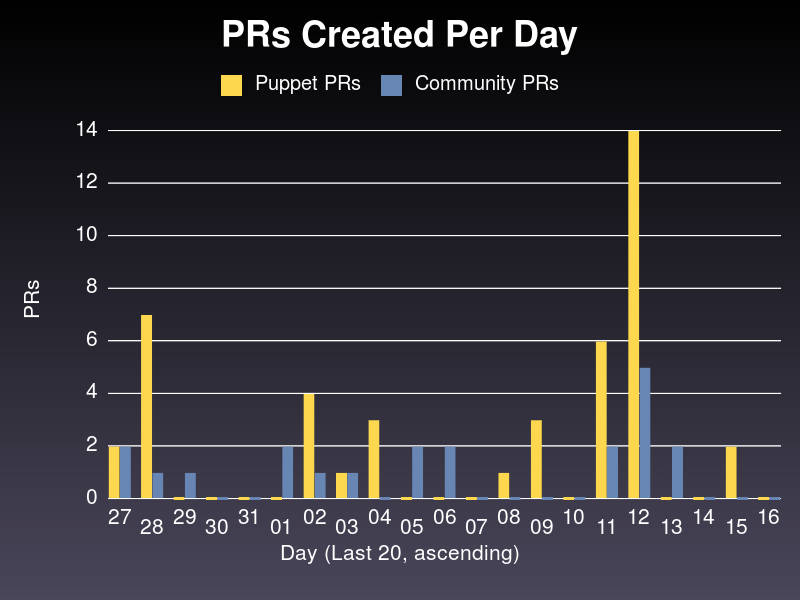 PRs Created Per Day
Puppet PRs Community PRs
14
12
10
8
6
4
2
0
PRs
27 28 29 30 31 01 02 03 04 05 06 07 08 09 10 11 12 13 14 15 16
Day (Last 20, ascending)